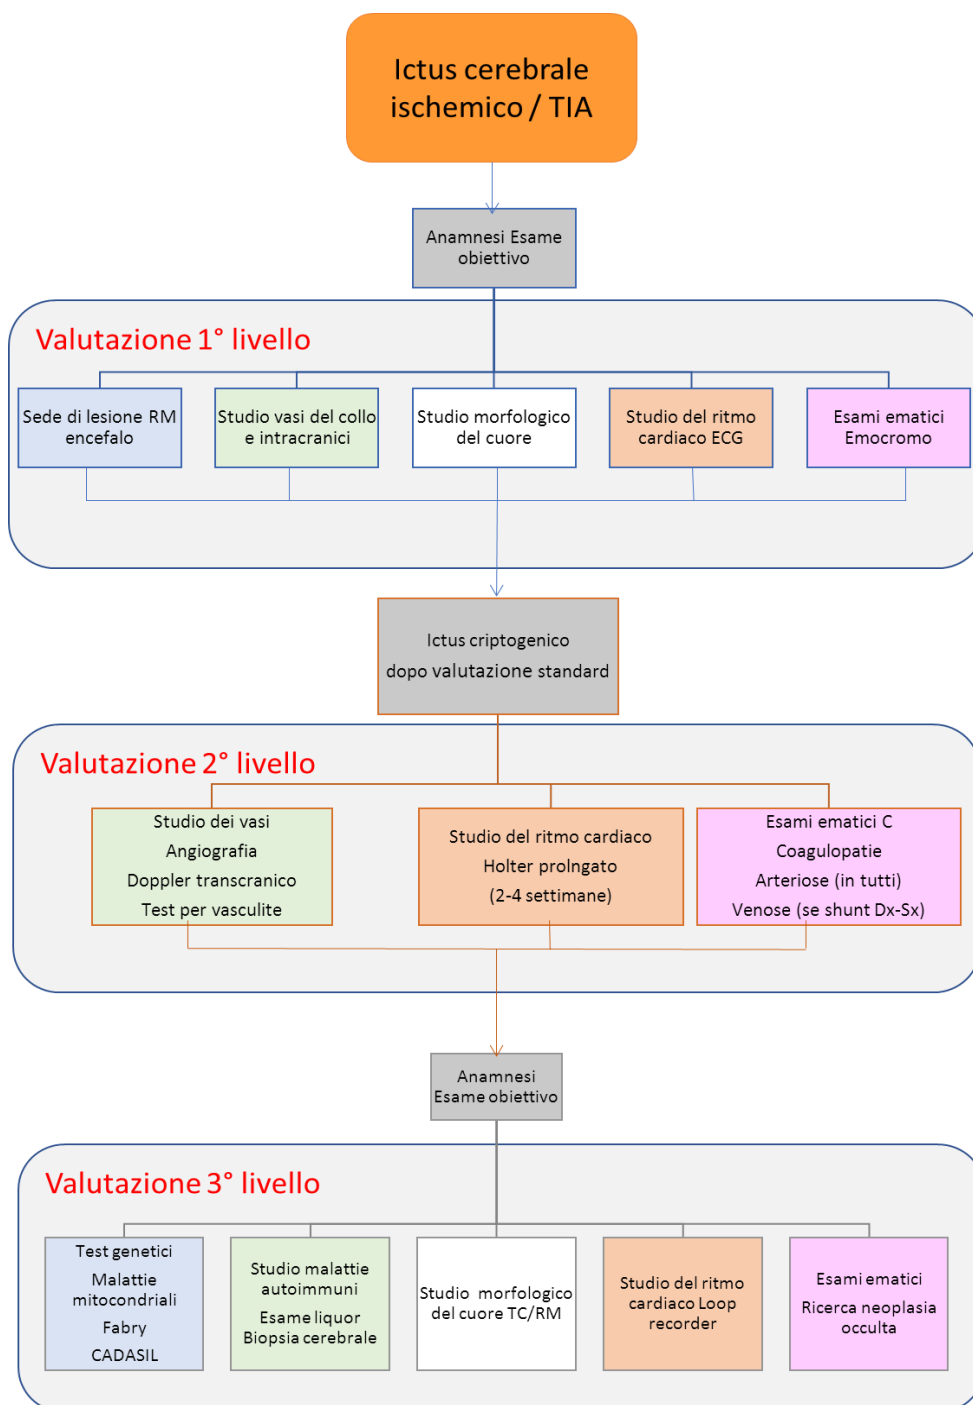 Ictus cerebrale
ischemico / TIA
Anamnesi Esame
obiettivo
Valutazione 1° livello
Sede di lesione RM
encefalo
Studio vasi del collo
e intracranici
Studio morfologico
del cuore
Studio del ritmo
cardiaco ECG
Esami ematici
Emocromo
Ictus criptogenico
dopo valutazione standard
Valutazione 2° livello
Studio dei vasi
Angiografia
Doppler transcranico
Test per vasculite
Studio del ritmo cardiaco
Holter prolngato
(2-4 settimane)
Esami ematici C
Coagulopatie
Arteriose (in tutti)
Venose (se shunt Dx-Sx)
Anamnesi
Esame obiettivo
Valutazione 3° livello
Test genetici
Malattie
mitocondriali
Fabry
CADASIL
Studio malattie
autoimmuni
Esame liquor
Biopsia cerebrale
Studio morfologico
del cuore TC/RM
Studio del ritmo
cardiaco Loop
recorder
Esami ematici
Ricerca neoplasia
occulta